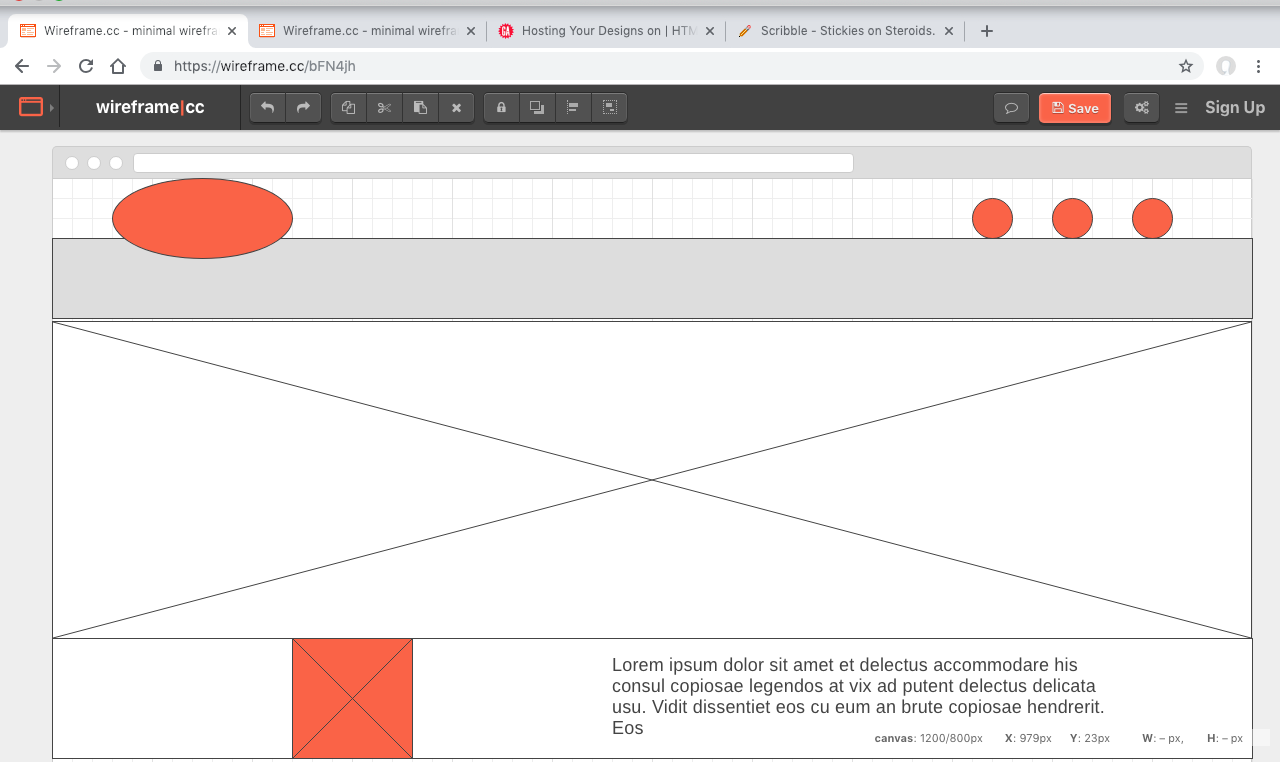 Wireframe.cc - minimal wirefra
Wireframe.cc - minimal wirefra
Hosting Your Designs on | HTM
Scribble - Stickies on Steroids.
https://wireframe.cc/bFN4jh
wireframe|cc
Save
Sign Up
GA
Lorem ipsum dolor sit amet et delectus accommodare his
consul copiosae legendos at vix ad putent delectus delicata
usu. Vidit dissentiet eos cu eum an brute copiosae hendrerit.
Eos
canvas: 1200/800px X: 979px Y: 23px W: – px, H: – px